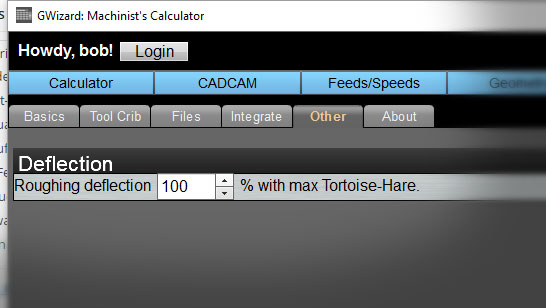 GWizard: Machinist's Calculator
Howdy, bob! Login
Calculator CADCAM Feeds/Speeds Geometry
Basics Tool Crib Files Integrate Other About
Deflection
Roughing deflection 100 % with max Tortoise-Hare.